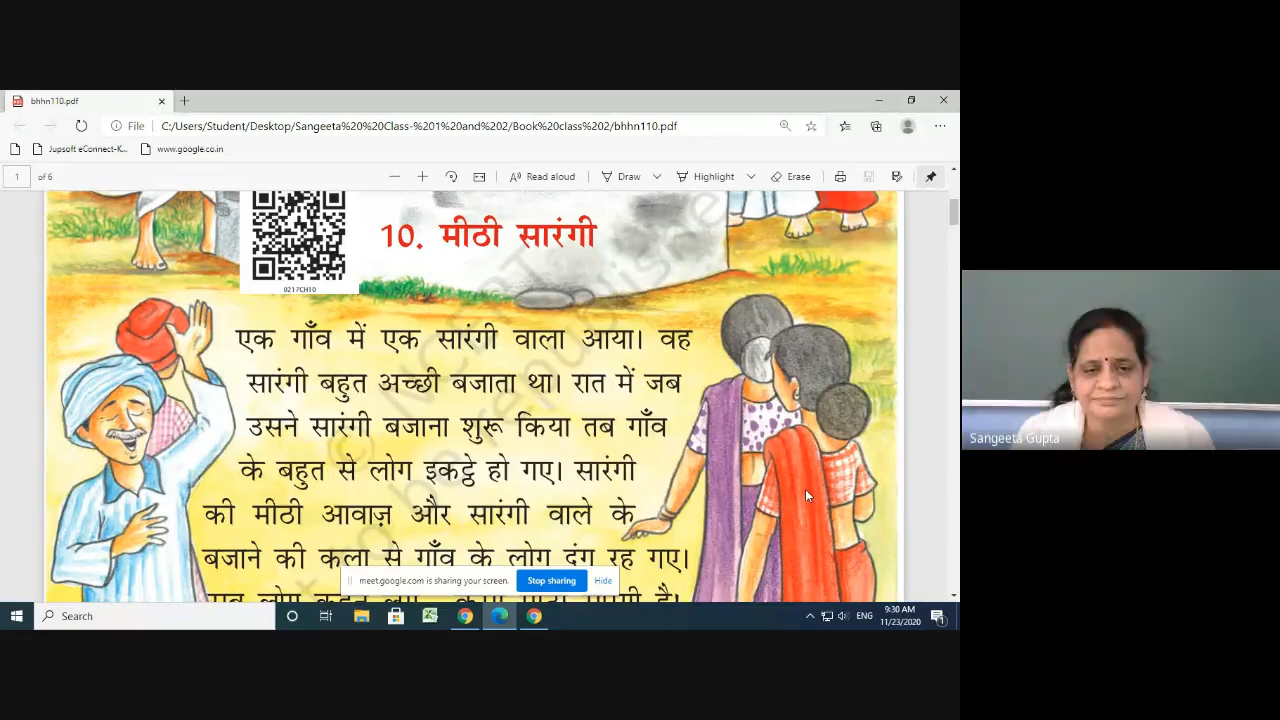 bhhn110.pdf
File C:/Users/Student/Desktop/Sangeeta%20%20Class-%201%20and%202/Book%20class%202/bhhn110.pdf
Jupsoft eConnect-K... www.google.co.in
1 of 6 Read aloud Draw Highlight Erase
10. मीठी सारंगी
0217CH10
एक गाँव में एक सारंगी वाला आया। वह
सारंगी बहुत अच्छी बजाता था। रात में जब
उसने सारंगी बजाना शुरू किया तब गाँव
के बहुत से लोग इकट्ठे हो गए। सारंगी
की मीठी आवाज़ और सारंगी वाले के
बजाने की कला से गाँव के लोग दंग रह गए।
meet.google.com is sharing your screen. Stop sharing Hide
Search
ENG
9:30 AM
11/23/2020
1
Sangeeta Gupta